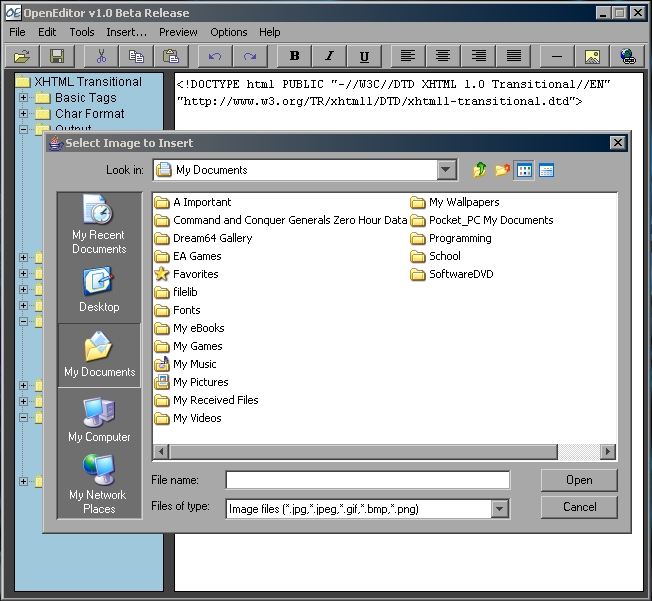 OpenEditor v1.0 Beta Release
File Edit Tools Insert... Preview Options Help
B I U
XHTML Transitional
Basic Tags
Char Format
Output
<!DOCTYPE html PUBLIC "-//W3C//DTD XHTML 1.0 Transitional//EN"
"http://www.w3.org/TR/xhtml1/DTD/xhtml1-transitional.dtd">
Select Image to Insert
Look in: My Documents
My Recent
Documents
Desktop
My Documents
My Computer
My Network
Places
A Important
Command and Conquer Generals Zero Hour Data
Dream64 Gallery
EA Games
Favorites
filelib
Fonts
My eBooks
My Games
My Music
My Pictures
My Received Files
My Videos
My Wallpapers
Pocket_PC My Documents
Programming
School
SoftwareDVD
File name:
Open
Files of type: Image files (*.jpg,*.jpeg,*.gif,*.bmp,*.png)
Cancel